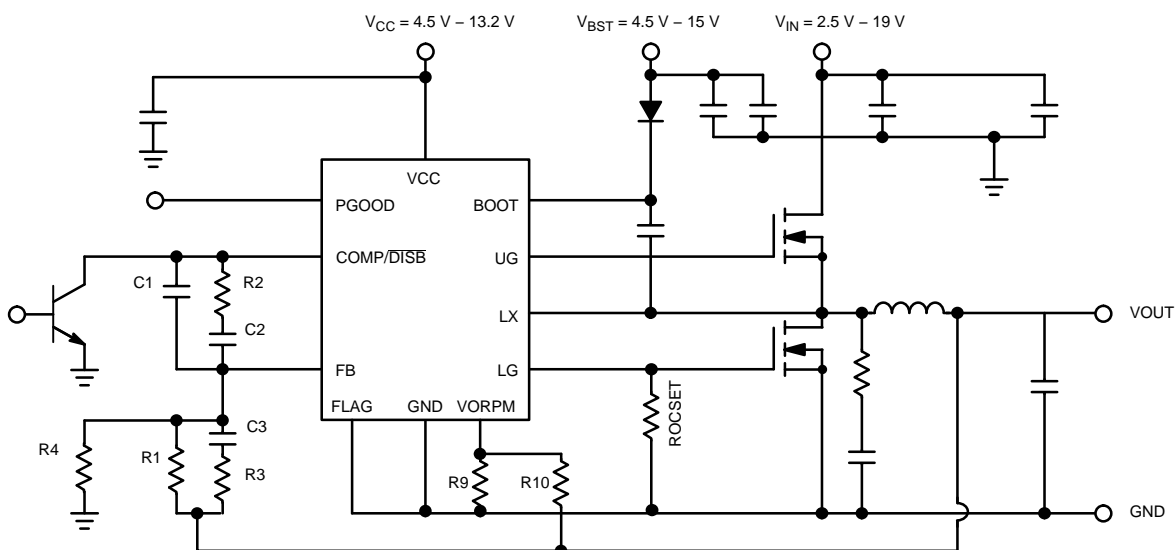 V_CC = 4.5 V – 13.2 V
V_BST = 4.5 V – 15 V
V_IN = 2.5 V – 19 V
VCC
PGOOD
BOOT
COMP/DISB
UG
C1
R2
LX
VOUT
C2
FB
LG
FLAG
GND
VORPM
ROCSET
C3
R4
R1
R3
R9
R10
GND